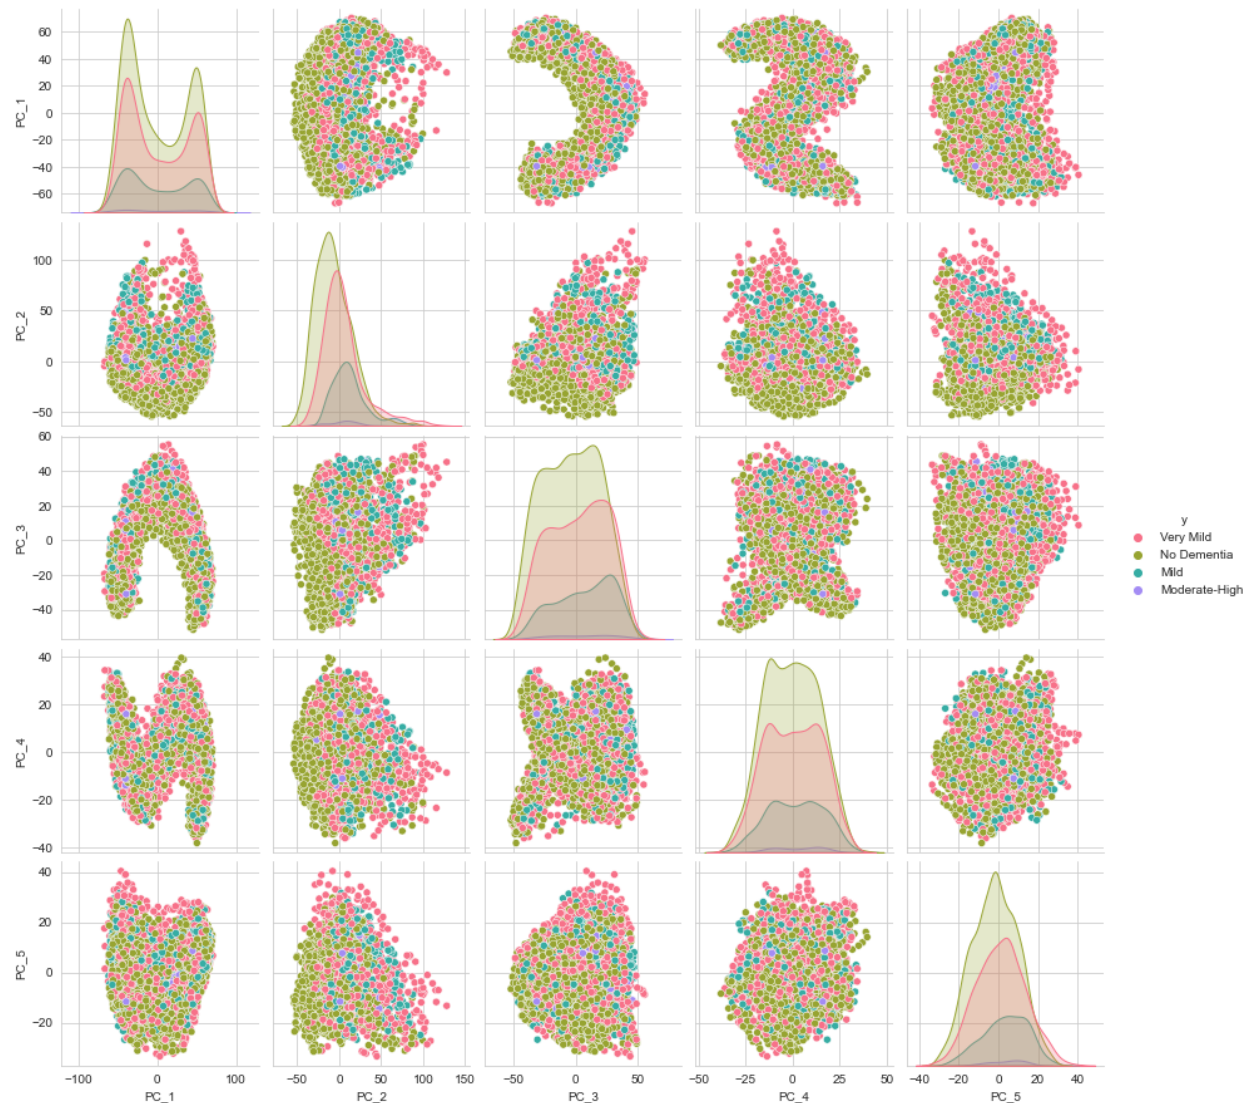 60
40
20
0
−20
−40
−60
PC_1
100
50
0
−50
PC_2
60
40
20
0
−20
−40
PC_3
40
20
0
−20
−40
PC_4
40
20
0
−20
PC_5
−100 0 100
PC_1
−50 0 50 100 150
PC_2
−50 0 50
PC_3
−50 −25 0 25 50
PC_4
−40 −20 0 20 40
PC_5
y
Very Mild
No Dementia
Mild
Moderate-High